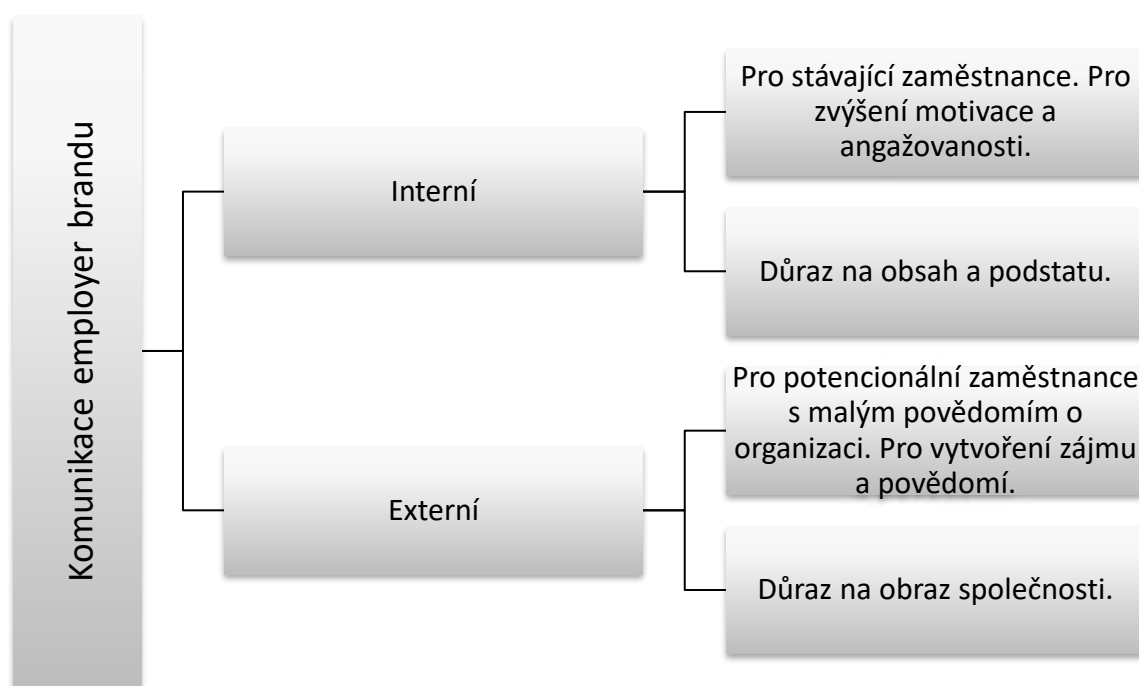 Komunikace employer brandu
Interní
Pro stávající zaměstnance. Pro
zvýšení motivace a
angažovanosti.
Důraz na obsah a podstatu.
Externí
Pro potencionální zaměstnance
s malým povědomím o
organizaci. Pro vytvoření zájmu
a povědomí.
Důraz na obraz společnosti.